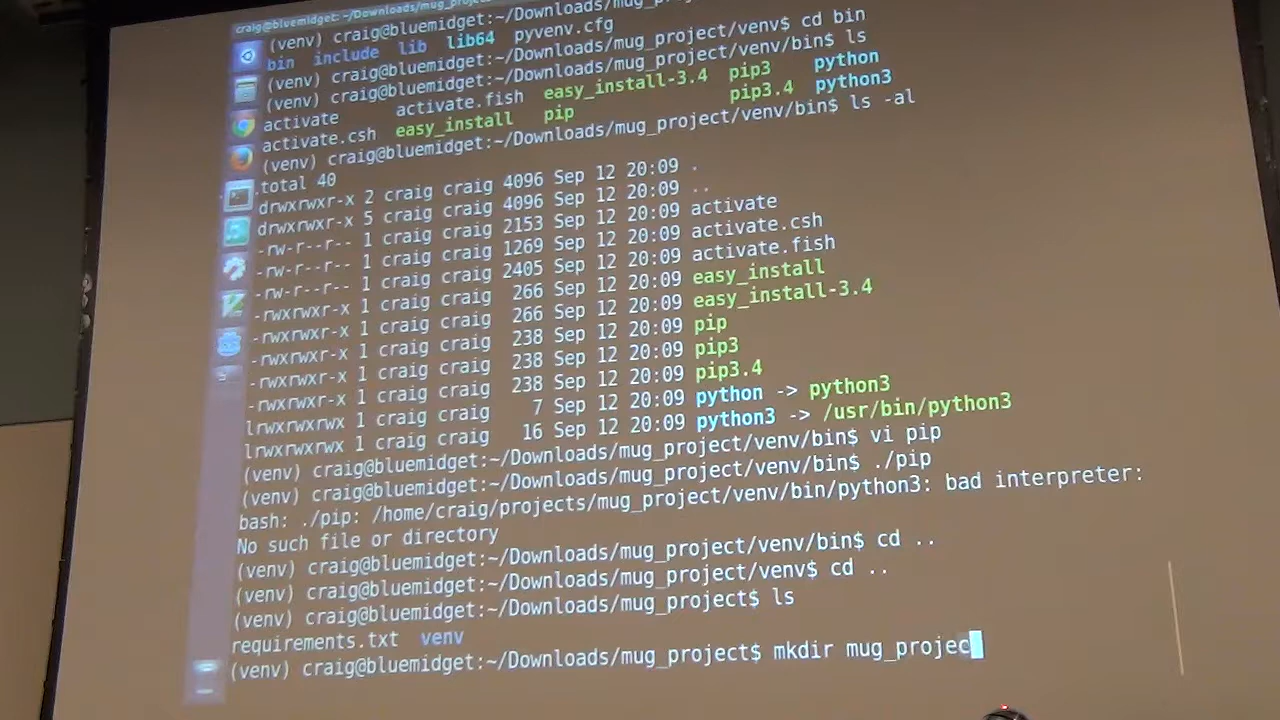 craig@bluemidget: ~/Downloads/mug_project
(venv) craig@bluemidget:~/Downloads/mug_pro
bin include lib lib64 pyvenv.cfg
(venv) craig@bluemidget:~/Downloads/mug_project/venv$ cd bin
(venv) craig@bluemidget:~/Downloads/mug_project/venv/bin$ ls
activate activate.fish easy_install-3.4 pip3 python
activate.csh easy_install pip pip3.4 python3
(venv) craig@bluemidget:~/Downloads/mug_project/venv/bin$ ls -al
total 40
drwxrwxr-x 2 craig craig 4096 Sep 12 20:09 .
drwxrwxr-x 5 craig craig 4096 Sep 12 20:09 ..
-rw-r--r-- 1 craig craig 2153 Sep 12 20:09 activate
-rw-r--r-- 1 craig craig 1269 Sep 12 20:09 activate.csh
-rw-r--r-- 1 craig craig 2405 Sep 12 20:09 activate.fish
-rwxrwxr-x 1 craig craig 266 Sep 12 20:09 easy_install
-rwxrwxr-x 1 craig craig 266 Sep 12 20:09 easy_install-3.4
-rwxrwxr-x 1 craig craig 238 Sep 12 20:09 pip
-rwxrwxr-x 1 craig craig 238 Sep 12 20:09 pip3
-rwxrwxr-x 1 craig craig 238 Sep 12 20:09 pip3.4
lrwxrwxrwx 1 craig craig 7 Sep 12 20:09 python -> python3
lrwxrwxrwx 1 craig craig 16 Sep 12 20:09 python3 -> /usr/bin/python3
(venv) craig@bluemidget:~/Downloads/mug_project/venv/bin$ vi pip
(venv) craig@bluemidget:~/Downloads/mug_project/venv/bin$ ./pip
bash: ./pip: /home/craig/projects/mug_project/venv/bin/python3: bad interpreter:
No such file or directory
(venv) craig@bluemidget:~/Downloads/mug_project/venv/bin$ cd ..
(venv) craig@bluemidget:~/Downloads/mug_project/venv$ cd ..
(venv) craig@bluemidget:~/Downloads/mug_project$ ls
requirements.txt venv
(venv) craig@bluemidget:~/Downloads/mug_project$ mkdir mug_projec